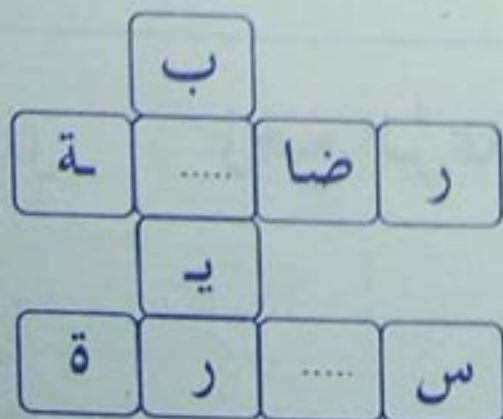 ب
ر ضا ..... ـة
يـ
س ..... ر ة